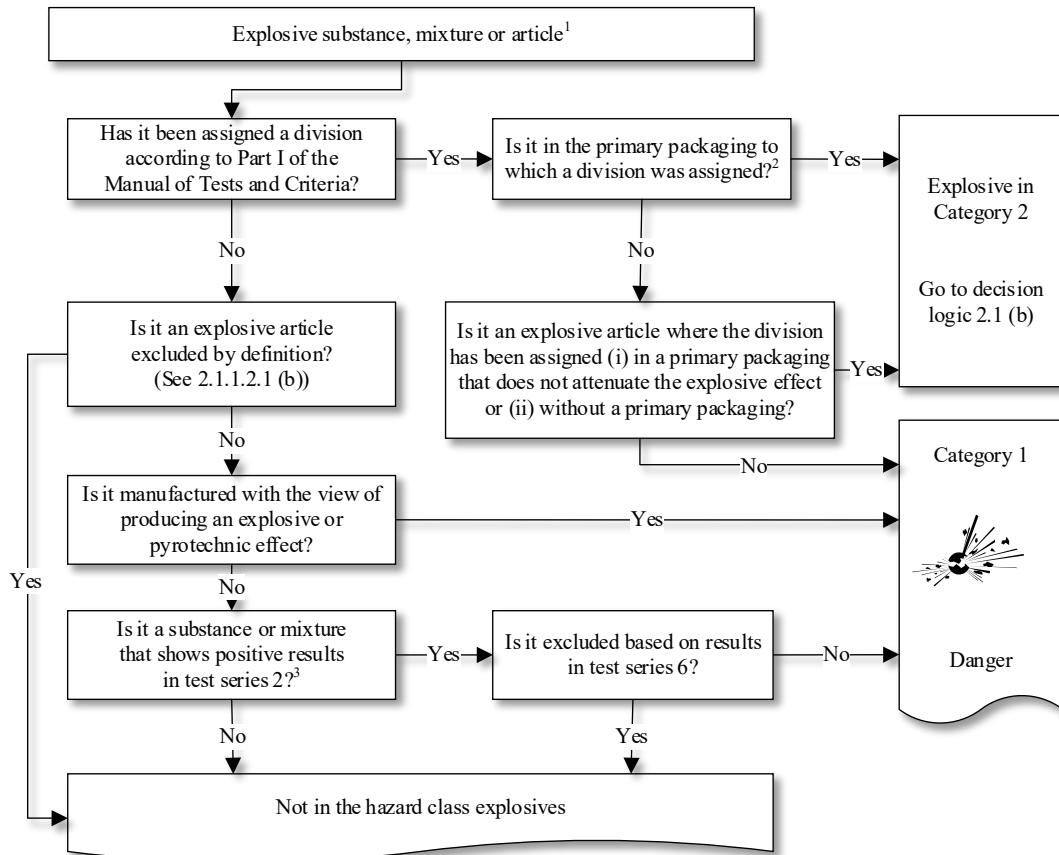 Explosive substance, mixture or article1
Has it been assigned a division
according to Part I of the
Manual of Tests and Criteria?
Yes
Is it in the primary packaging to
which a division was assigned?2
Yes
Explosive in
Category 2
Go to decision
logic 2.1 (b)
No
No
Is it an explosive article
excluded by definition?
(See 2.1.1.2.1 (b))
Is it an explosive article where the division
has been assigned (i) in a primary packaging
that does not attenuate the explosive effect
or (ii) without a primary packaging?
Yes
No
No
Category 1
Is it manufactured with the view of
producing an explosive or
pyrotechnic effect?
Yes
Yes
No
Is it a substance or mixture
that shows positive results
in test series 2?3
Yes
Is it excluded based on results
in test series 6?
No
Danger
No
Yes
Not in the hazard class explosives